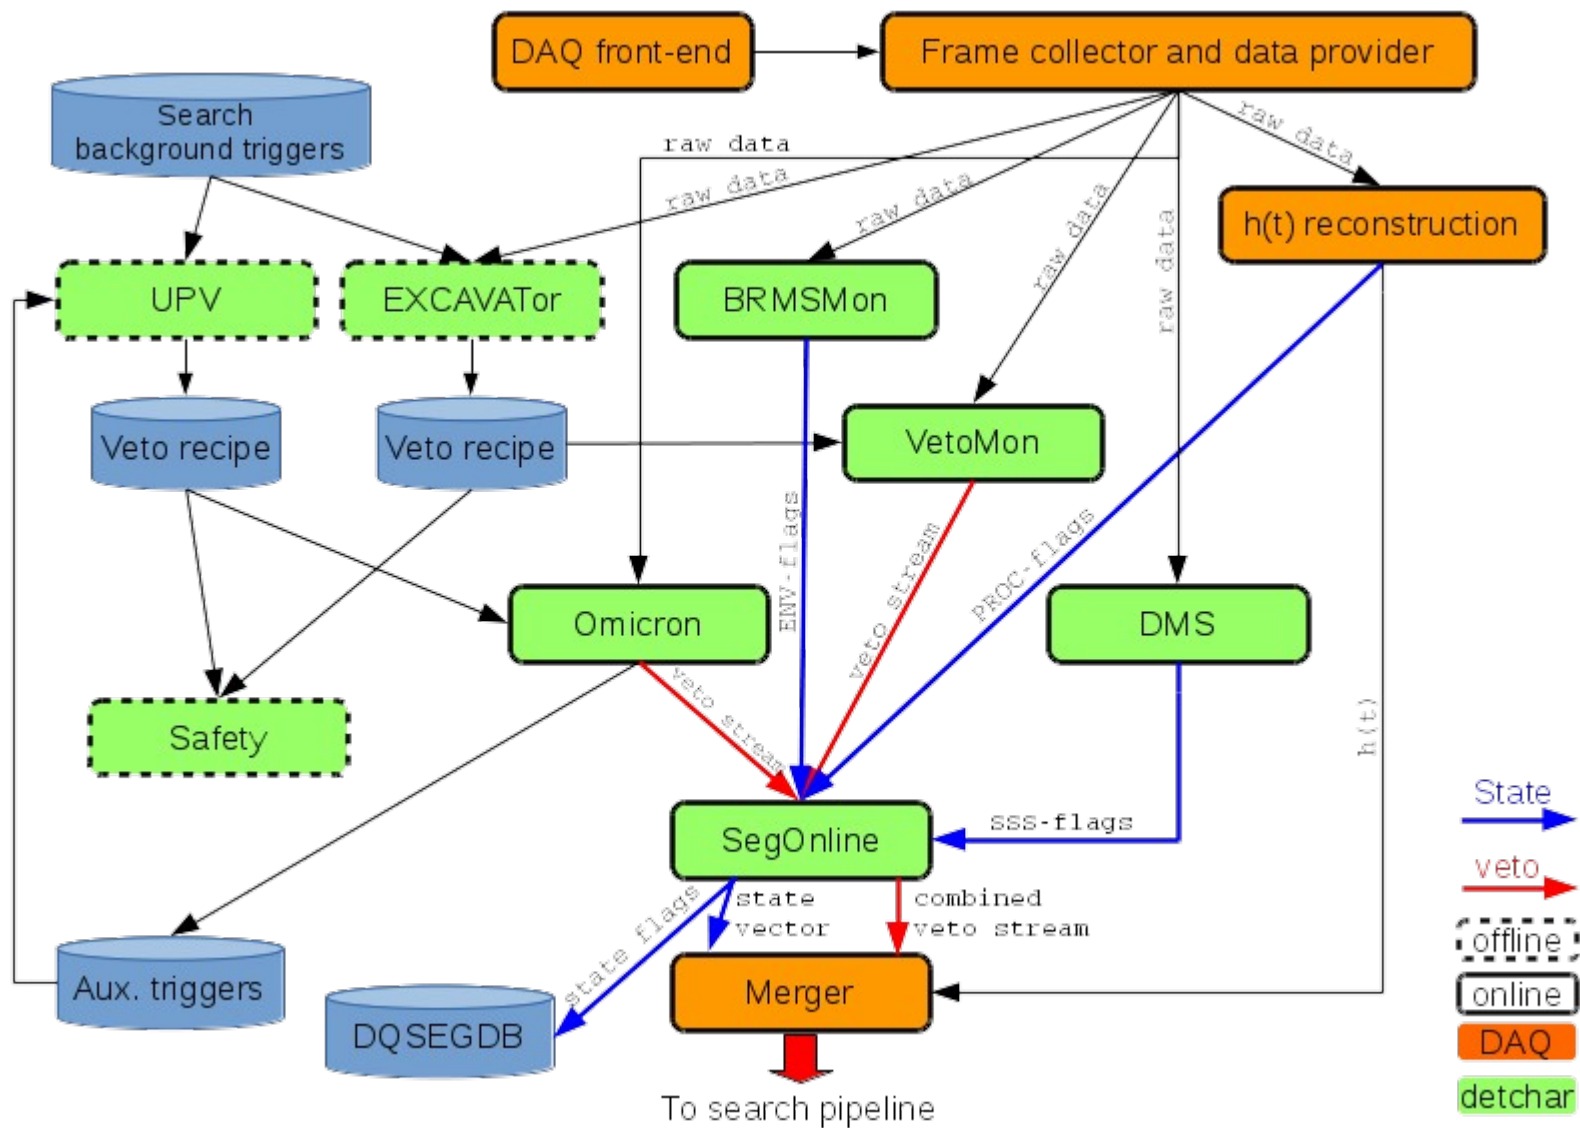 DAQ front-end
Frame collector and data provider
Search
background triggers
raw data
raw data
raw data
raw data
raw data
raw data
h(t) reconstruction
UPV
EXCAVATor
BRMSMon
Veto recipe
Veto recipe
VetoMon
ENV-flags
veto stream
PROC-flags
Omicron
DMS
veto stream
Safety
h(t)
State
SegOnline
SSS-flags
veto
state flags
state
vector
combined
veto stream
offline
Aux. triggers
Merger
online
DQSEGDB
DAQ
detchar
To search pipeline